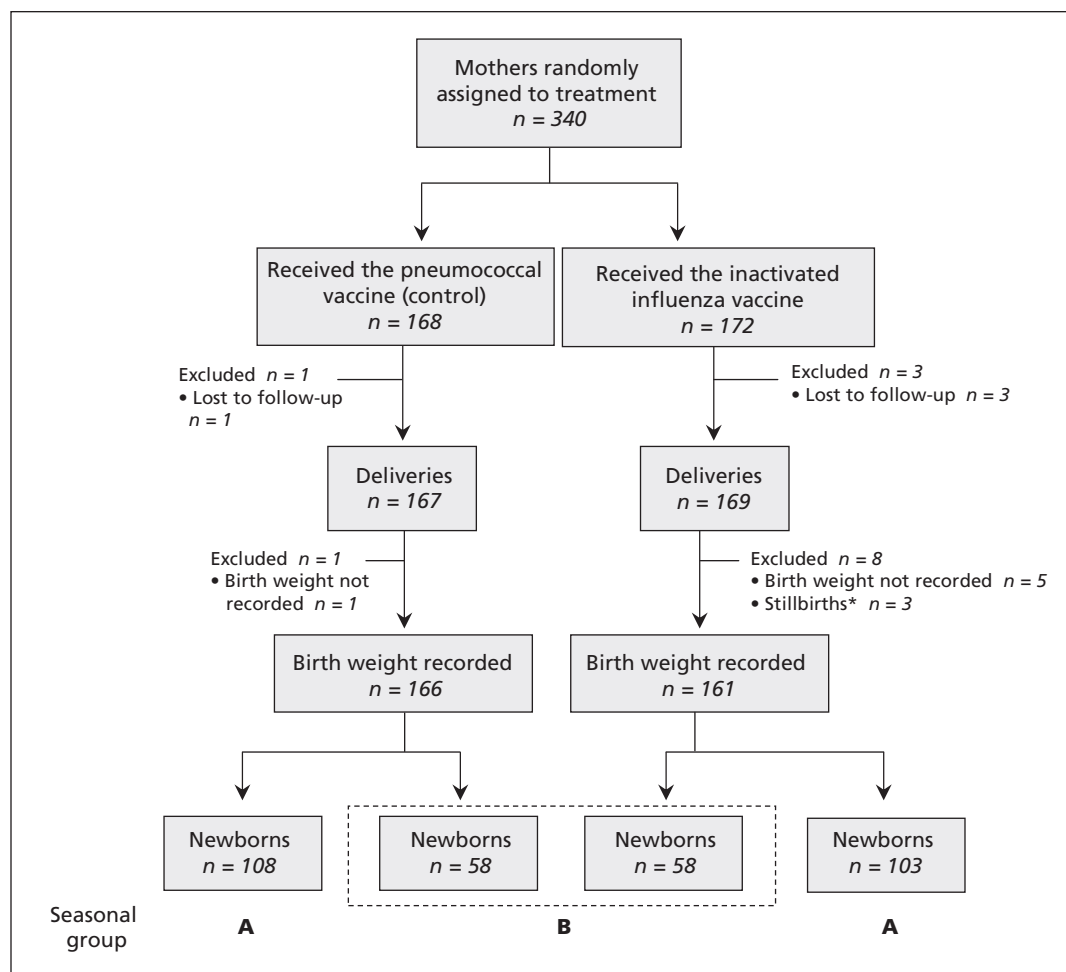 Mothers randomly
assigned to treatment
n = 340
Received the pneumococcal
vaccine (control)
n = 168
Received the inactivated
influenza vaccine
n = 172
Excluded n = 1
• Lost to follow-up
n = 1
Excluded n = 3
• Lost to follow-up n = 3
Deliveries
n = 167
Deliveries
n = 169
Excluded n = 1
• Birth weight not
recorded n = 1
Excluded n = 8
• Birth weight not recorded n = 5
• Stillbirths* n = 3
Birth weight recorded
n = 166
Birth weight recorded
n = 161
Newborns
n = 108
Newborns
n = 58
Newborns
n = 58
Newborns
n = 103
Seasonal
group
A
B
A